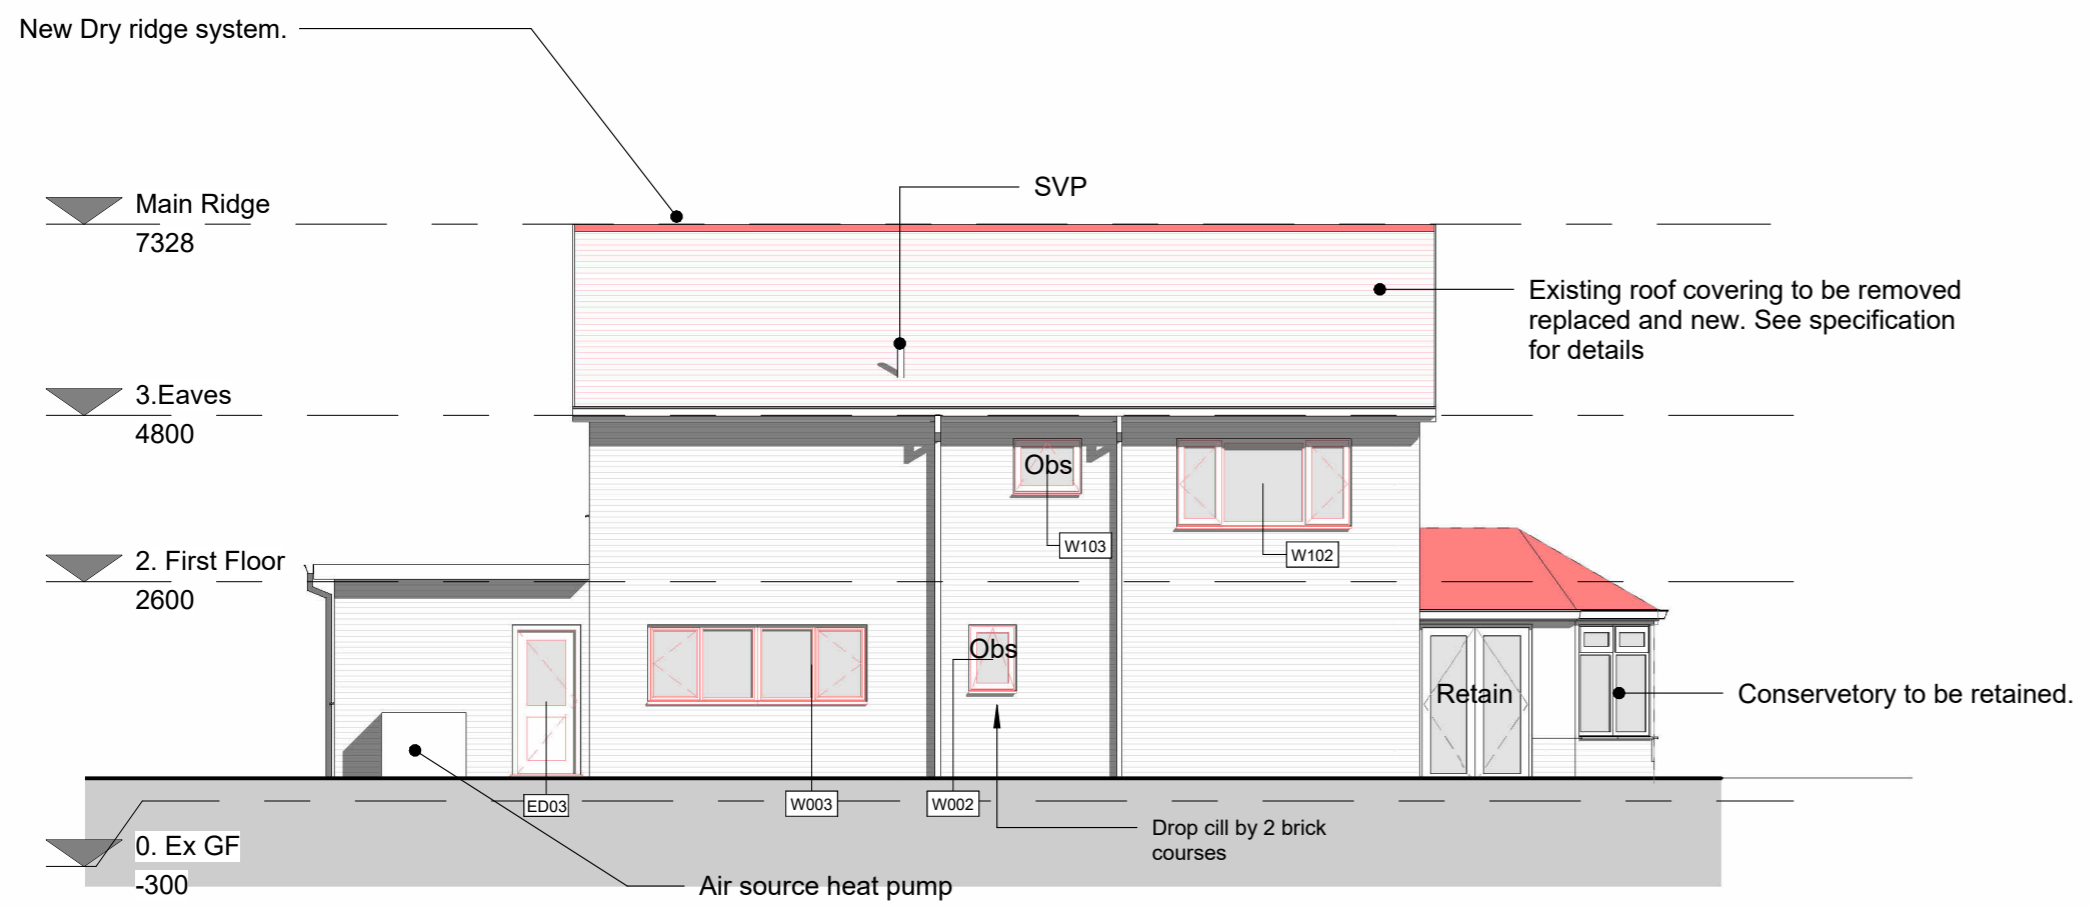 New Dry ridge system.
SVP
Main Ridge
7328
Existing roof covering to be removed
replaced and new. See specification
for details
3.Eaves
4800
Obs
W103
W102
2. First Floor
2600
Obs
Retain
Conservetory to be retained.
ED03
W003
W002
Drop cill by 2 brick
courses
0. Ex GF
-300
Air source heat pump